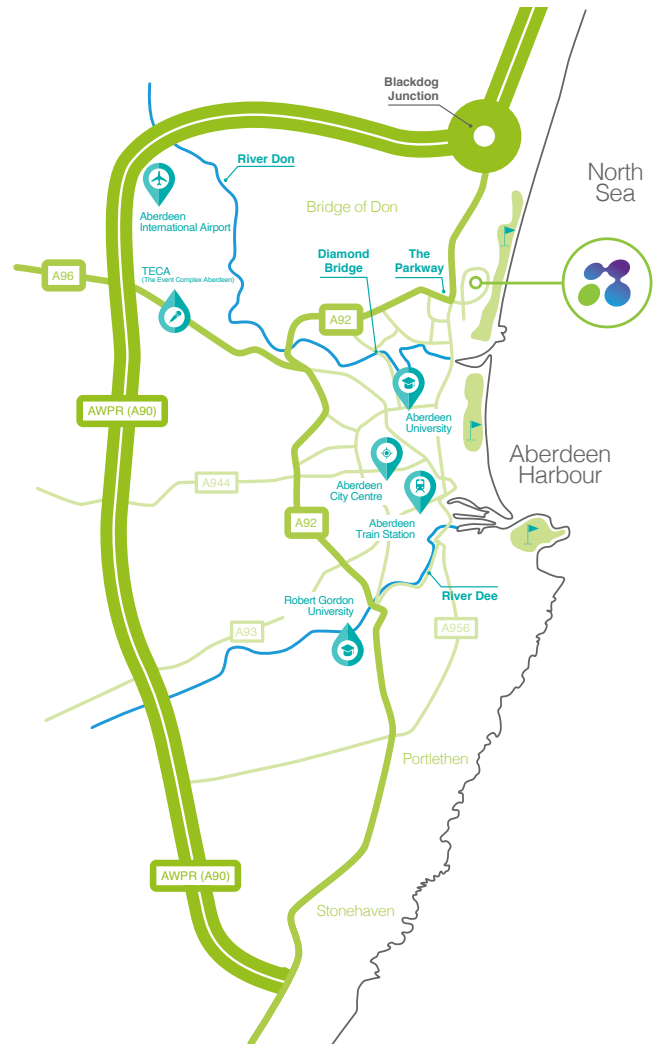 Blackdog
Junction
North
Sea
River Don
Aberdeen
International Airport
Bridge of Don
Diamond
Bridge
The
Parkway
A96
TECA
(The Event Complex Aberdeen)
A92
AWPR (A90)
Aberdeen
University
Aberdeen
Harbour
A944
Aberdeen
City Centre
A92
Aberdeen
Train Station
Robert Gordon
University
River Dee
A93
A956
Portlethen
AWPR (A90)
Stonehaven